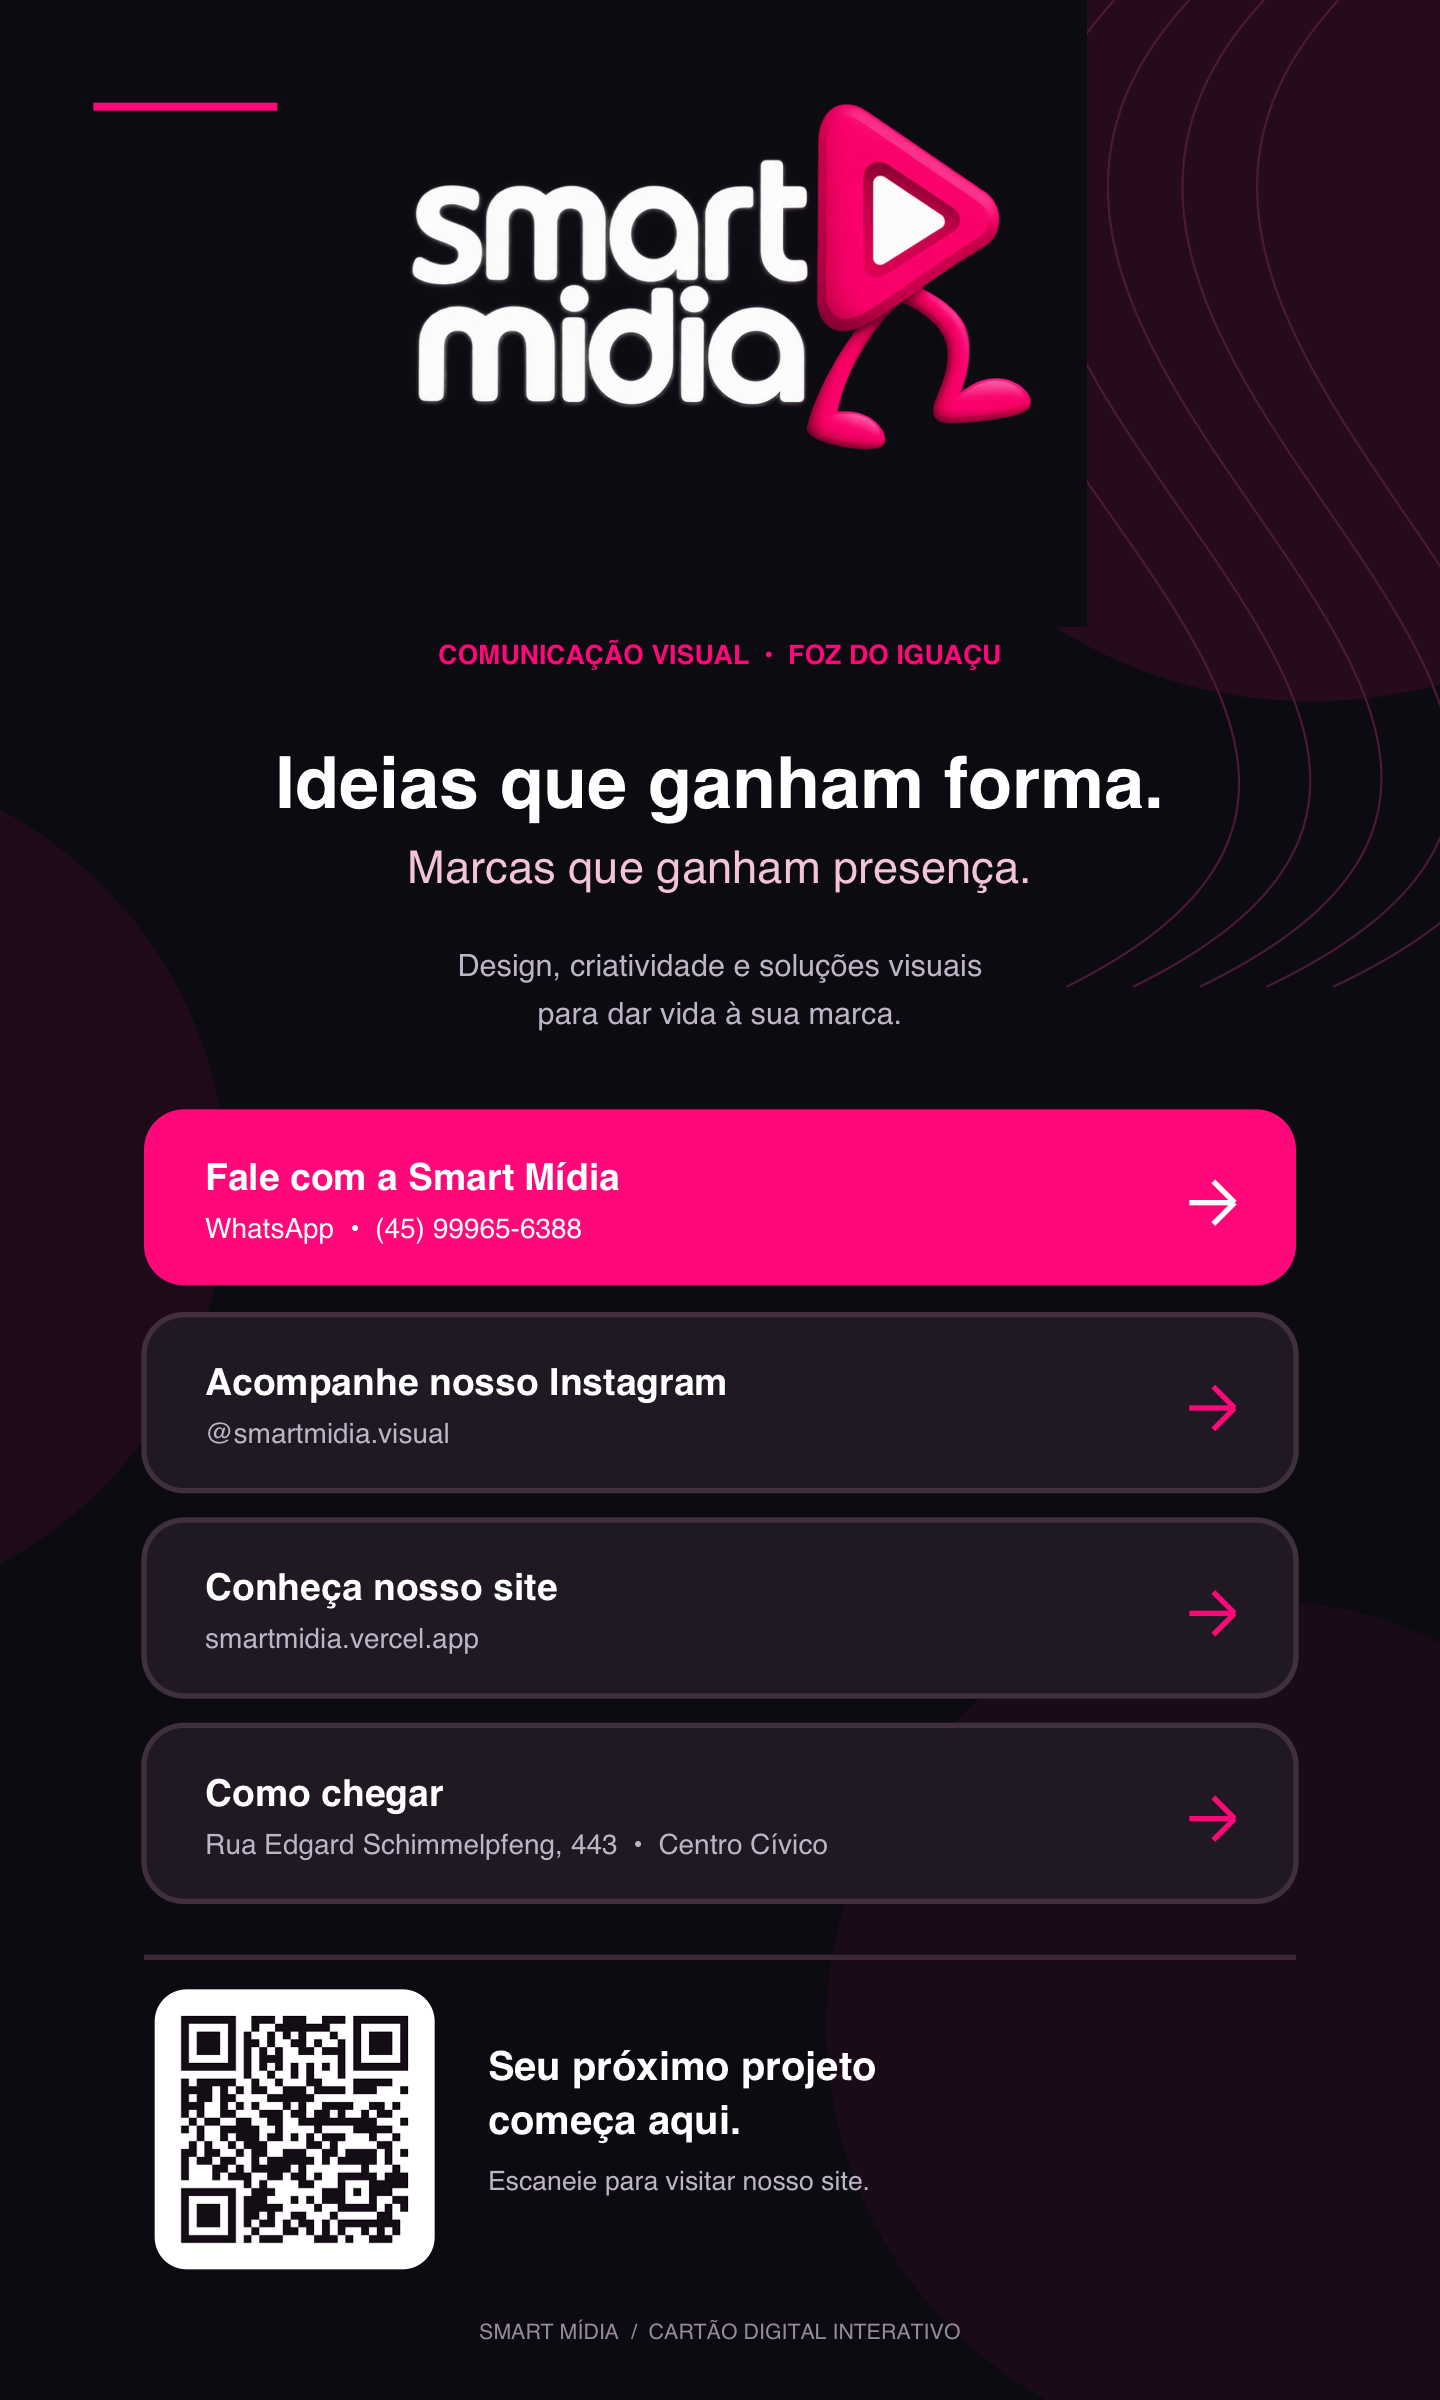 smart
midia
COMUNICAÇÃO VISUAL • FOZ DO IGUAÇU
Ideias que ganham forma.
Marcas que ganham presença.
Design, criatividade e soluções visuais
para dar vida à sua marca.
Fale com a Smart Mídia
WhatsApp • (45) 99965-6388
Acompanhe nosso Instagram
@smartmidia.visual
Conheça nosso site
smartmidia.vercel.app
Como chegar
Rua Edgard Schimmelpfeng, 443 • Centro Cívico
Seu próximo projeto
começa aqui.
Escaneie para visitar nosso site.
SMART MÍDIA / CARTÃO DIGITAL INTERATIVO